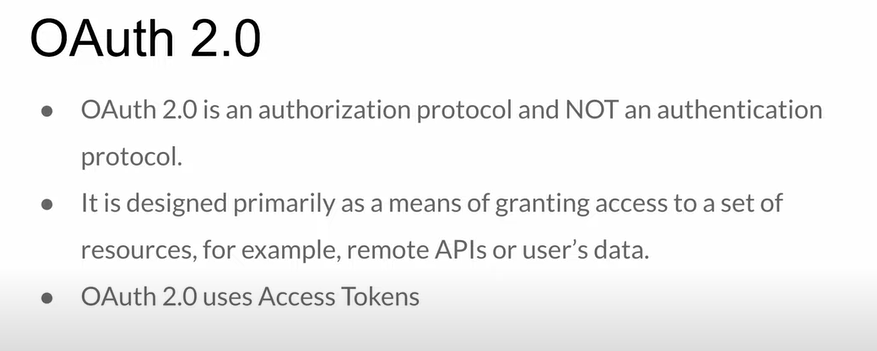 OAuth 2.0
● OAuth 2.0 is an authorization protocol and NOT an authentication
protocol.
● It is designed primarily as a means of granting access to a set of
resources, for example, remote APIs or user’s data.
● OAuth 2.0 uses Access Tokens